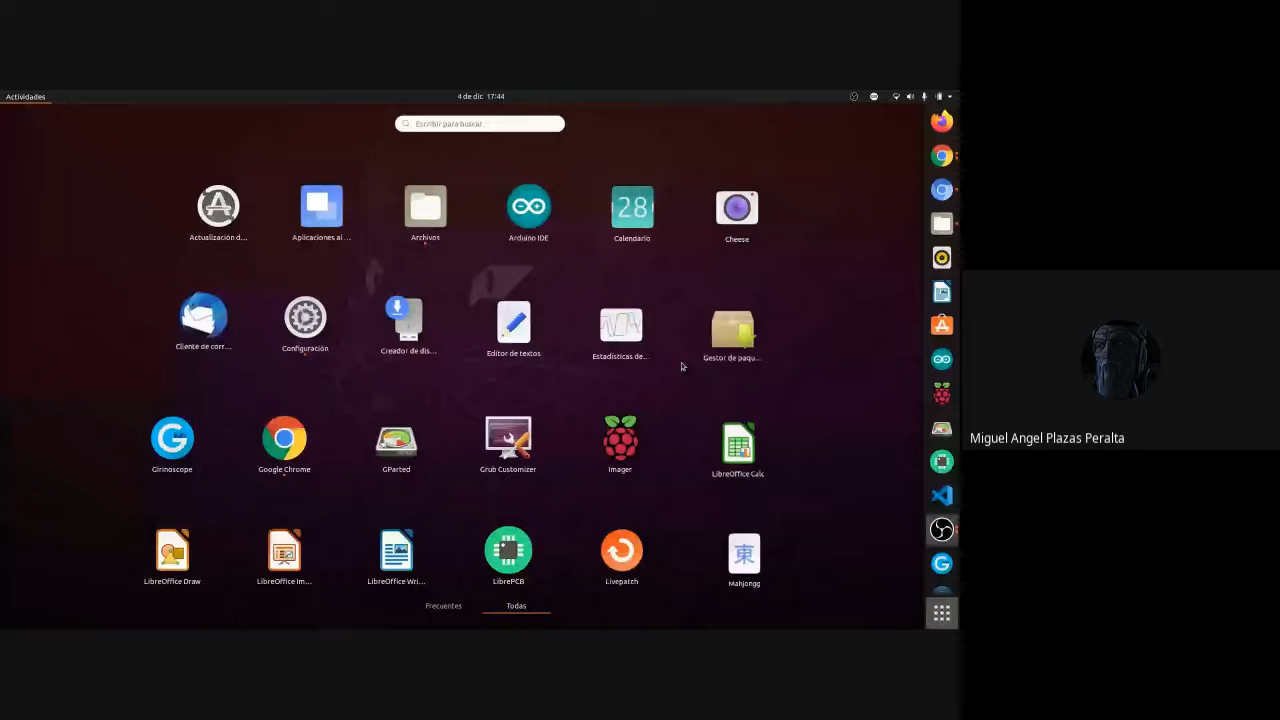 Actividades
4 de dic 17:44
Escribir para buscar
Actualización d...
Aplicaciones al ...
Archivos
Arduino IDE
28
Calendario
Cheese
Cliente de corr...
Configuración
Creador de dis...
Editor de textos
Estadísticas de...
Gestor de paqu...
Girinoscope
Google Chrome
GParted
Grub Customizer
Imager
LibreOffice Calc
LibreOffice Draw
LibreOffice Im...
LibreOffice Wri...
LibrePCB
Livepatch
東
Mahjongg
Frecuentes
Todas
Miguel Angel Plazas Peralta